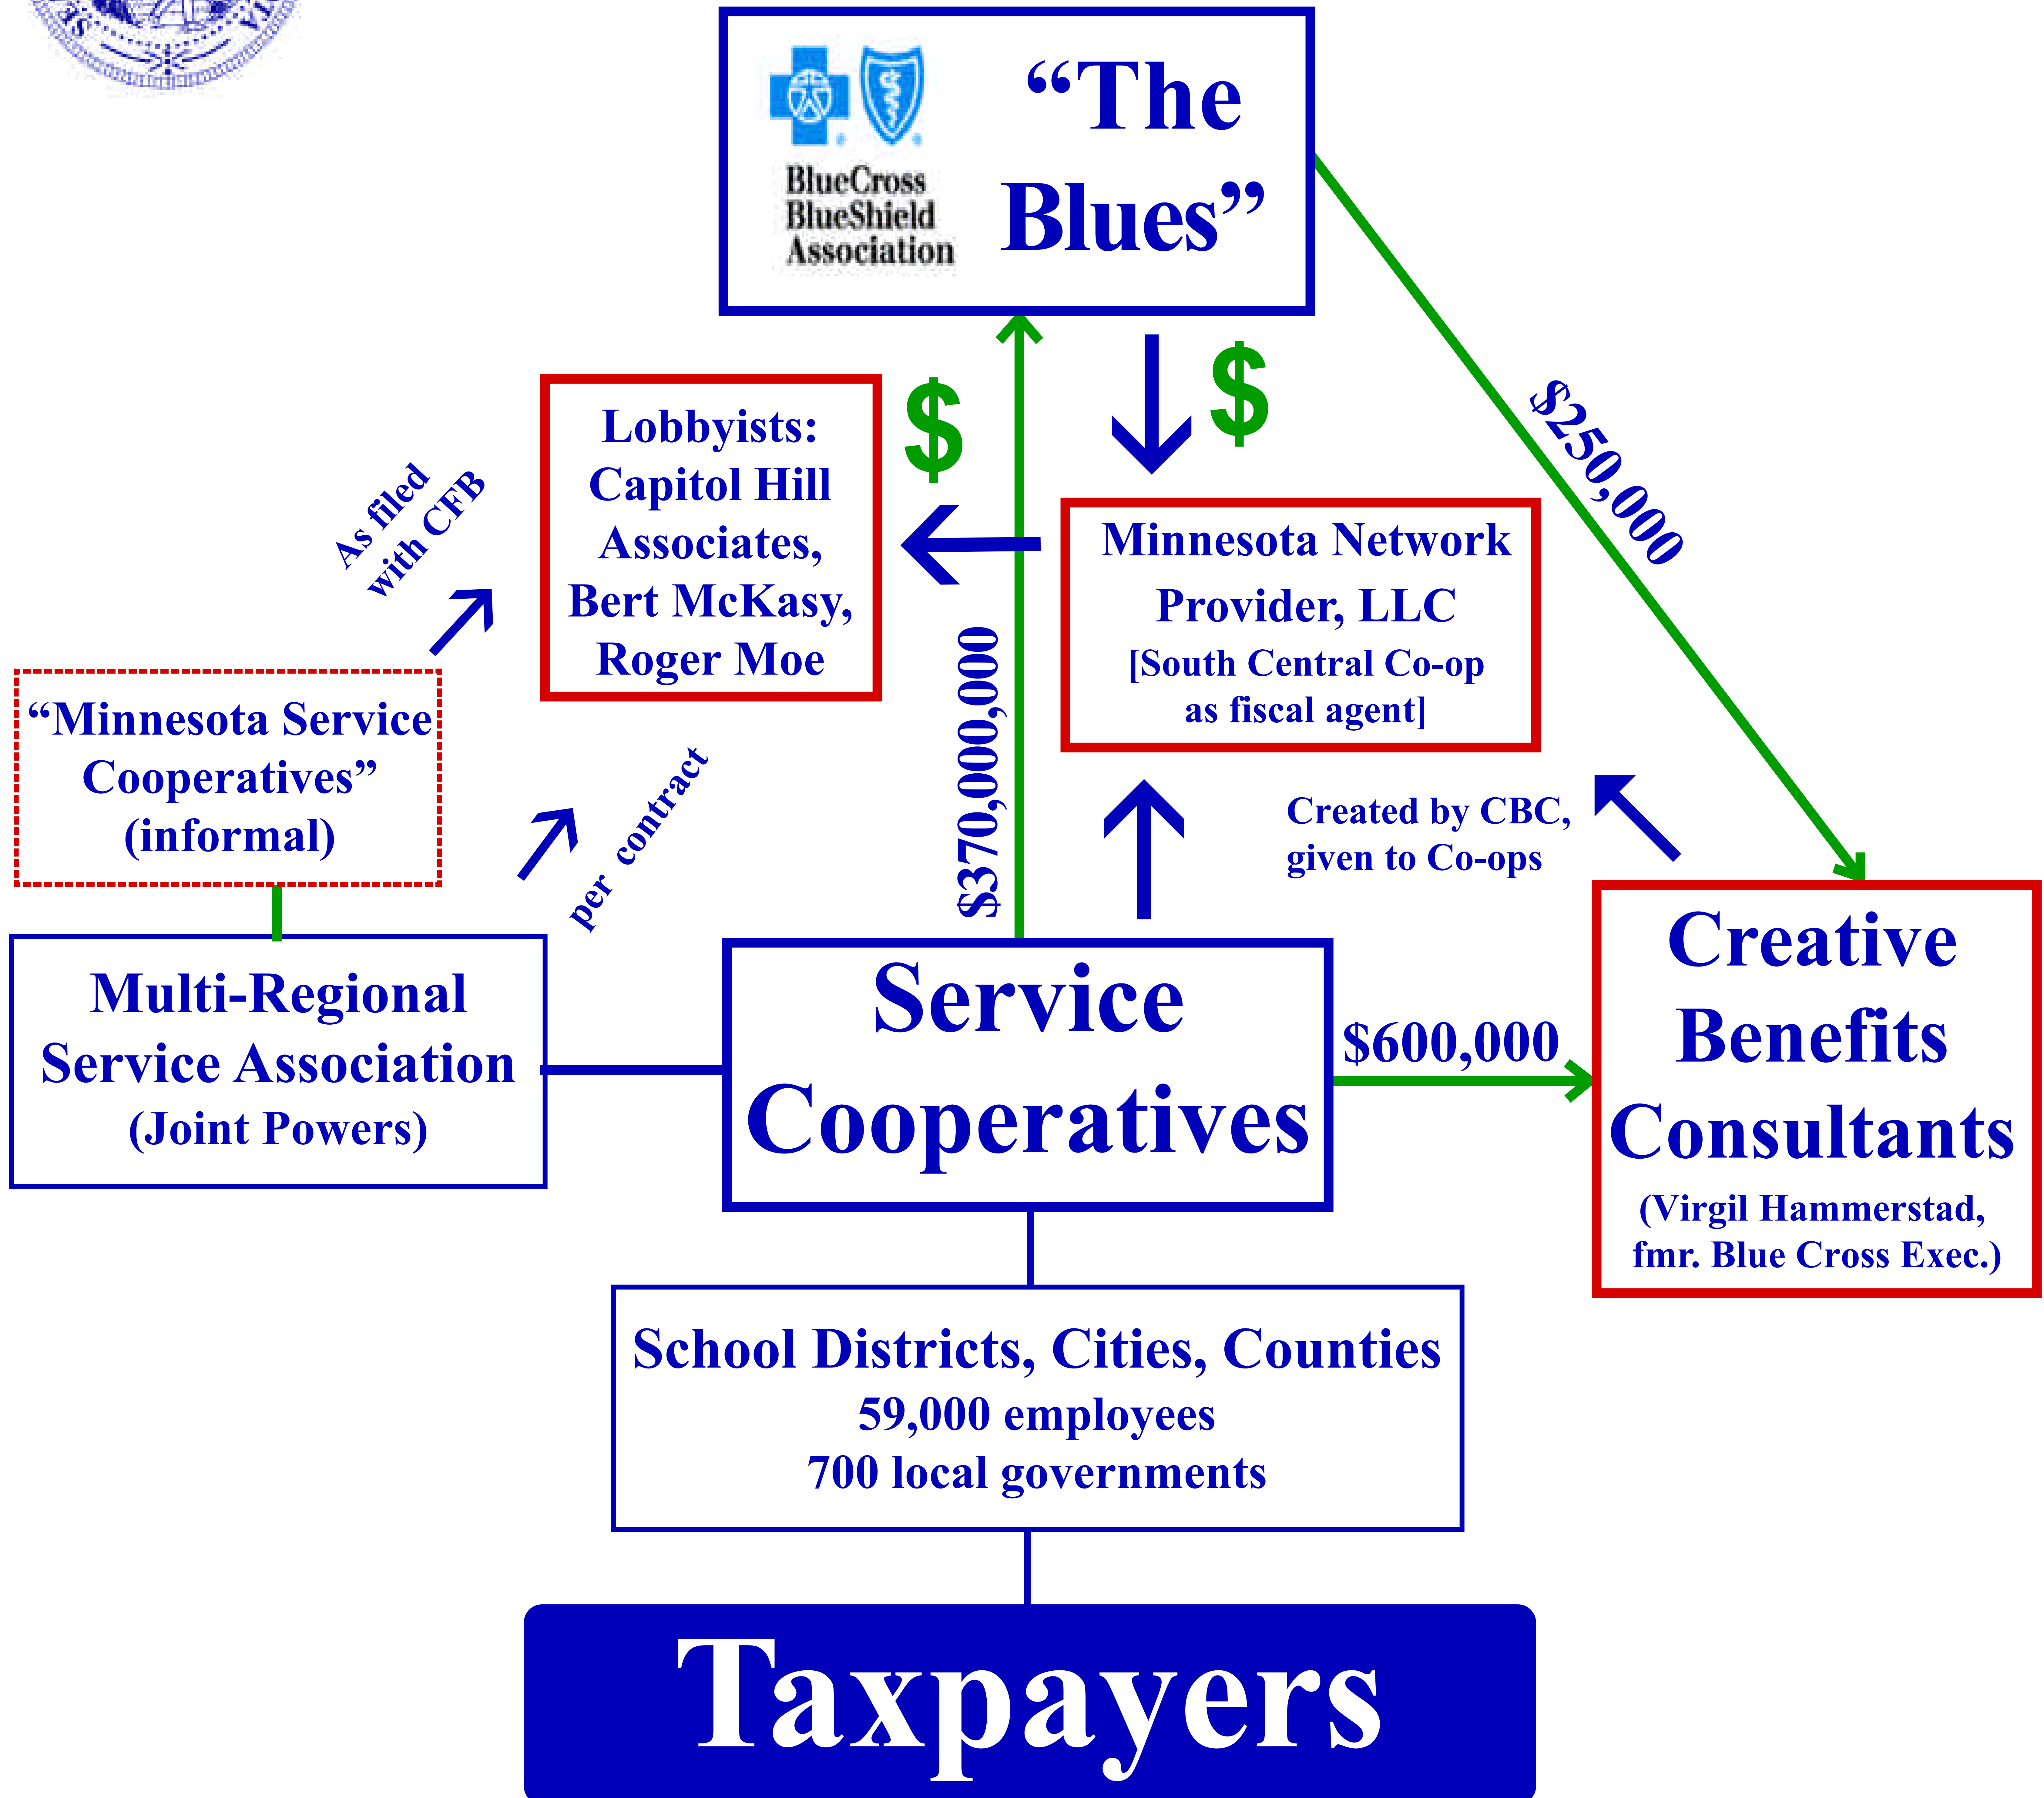 “The
Blues”
BlueCross
BlueShield
Association
Lobbyists:
Capitol Hill
Associates,
Bert McKasy,
Roger Moe
$
$
$250,000
As filed
with CFB
Minnesota Network
Provider, LLC
[South Central Co-op
as fiscal agent]
“Minnesota Service
Cooperatives”
(informal)
per contract
$370,000,000
Created by CBC,
given to Co-ops
Multi-Regional
Service Association
(Joint Powers)
Service
Cooperatives
$600,000
Creative
Benefits
Consultants
(Virgil Hammerstad,
fmr. Blue Cross Exec.)
School Districts, Cities, Counties
59,000 employees
700 local governments
Taxpayers